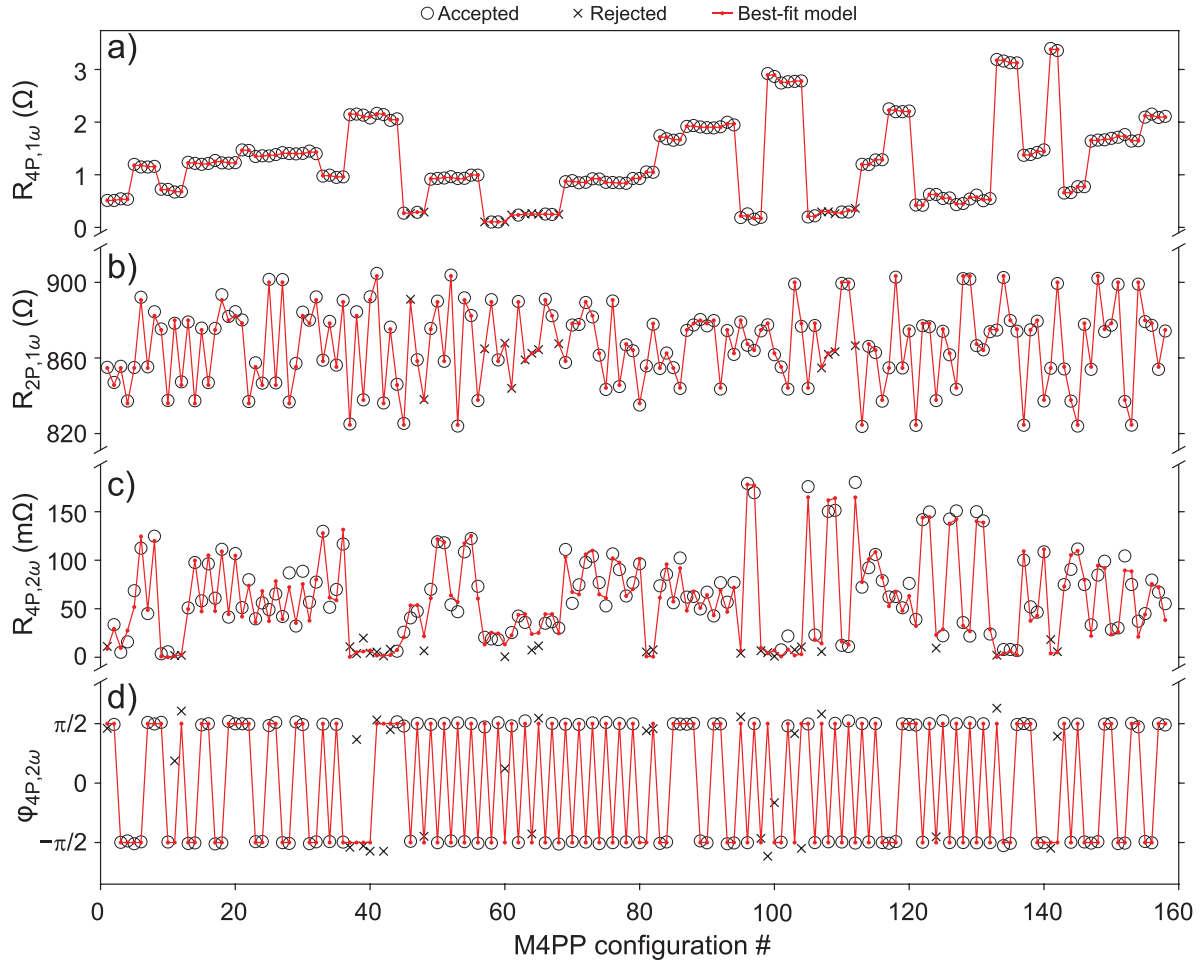 Accepted × Rejected Best-fit model
a)
R4P,1ω (Ω)
3
2
1
0
b)
R2P,1ω (Ω)
900
860
820
c)
R4P,2ω (mΩ)
150
100
50
0
d)
φ4P,2ω
π/2
0
−π/2
0 20 40 60 80 100 120 140 160
M4PP configuration #